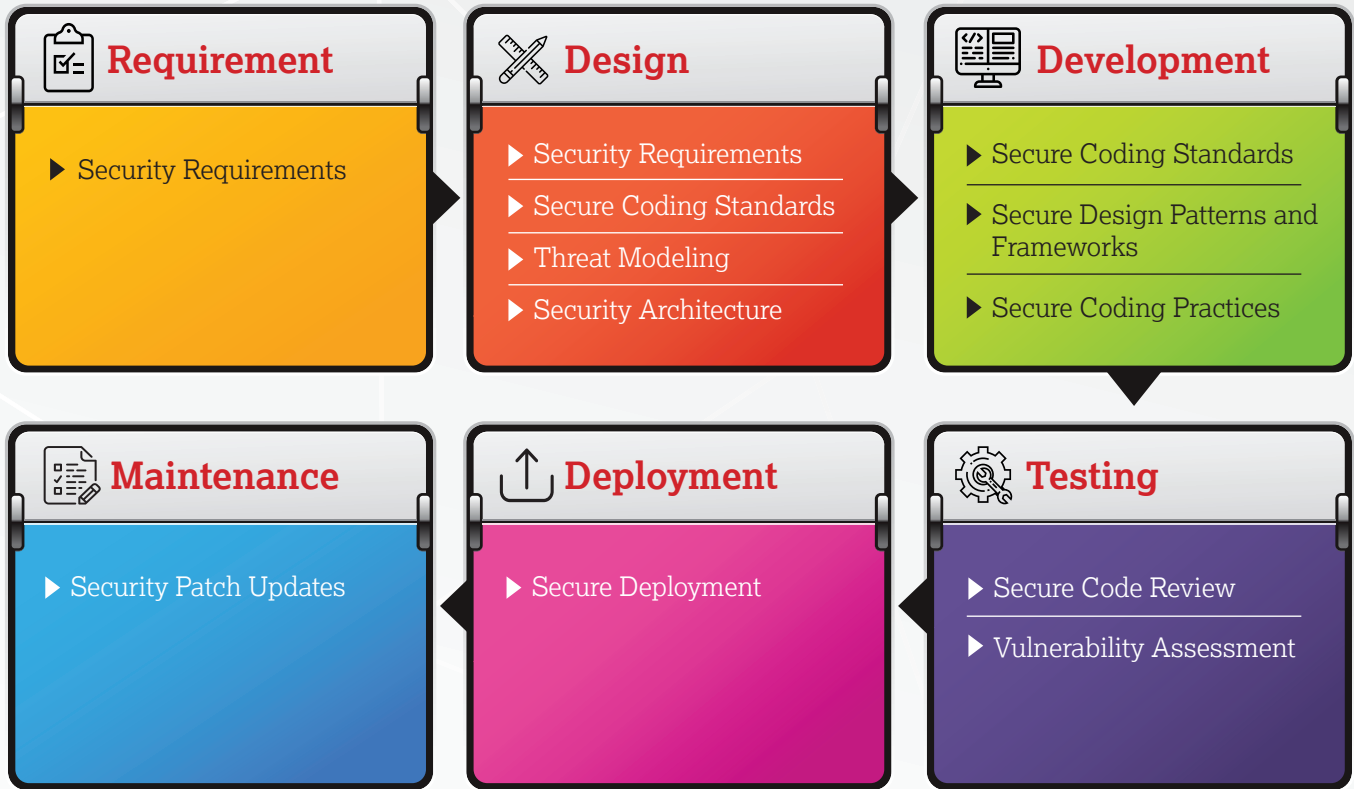 Requirement
Security Requirements
Design
Security Requirements
Secure Coding Standards
Threat Modeling
Security Architecture
Development
Secure Coding Standards
Secure Design Patterns and
Frameworks
Secure Coding Practices
Testing
Secure Code Review
Vulnerability Assessment
Deployment
Secure Deployment
Maintenance
Security Patch Updates